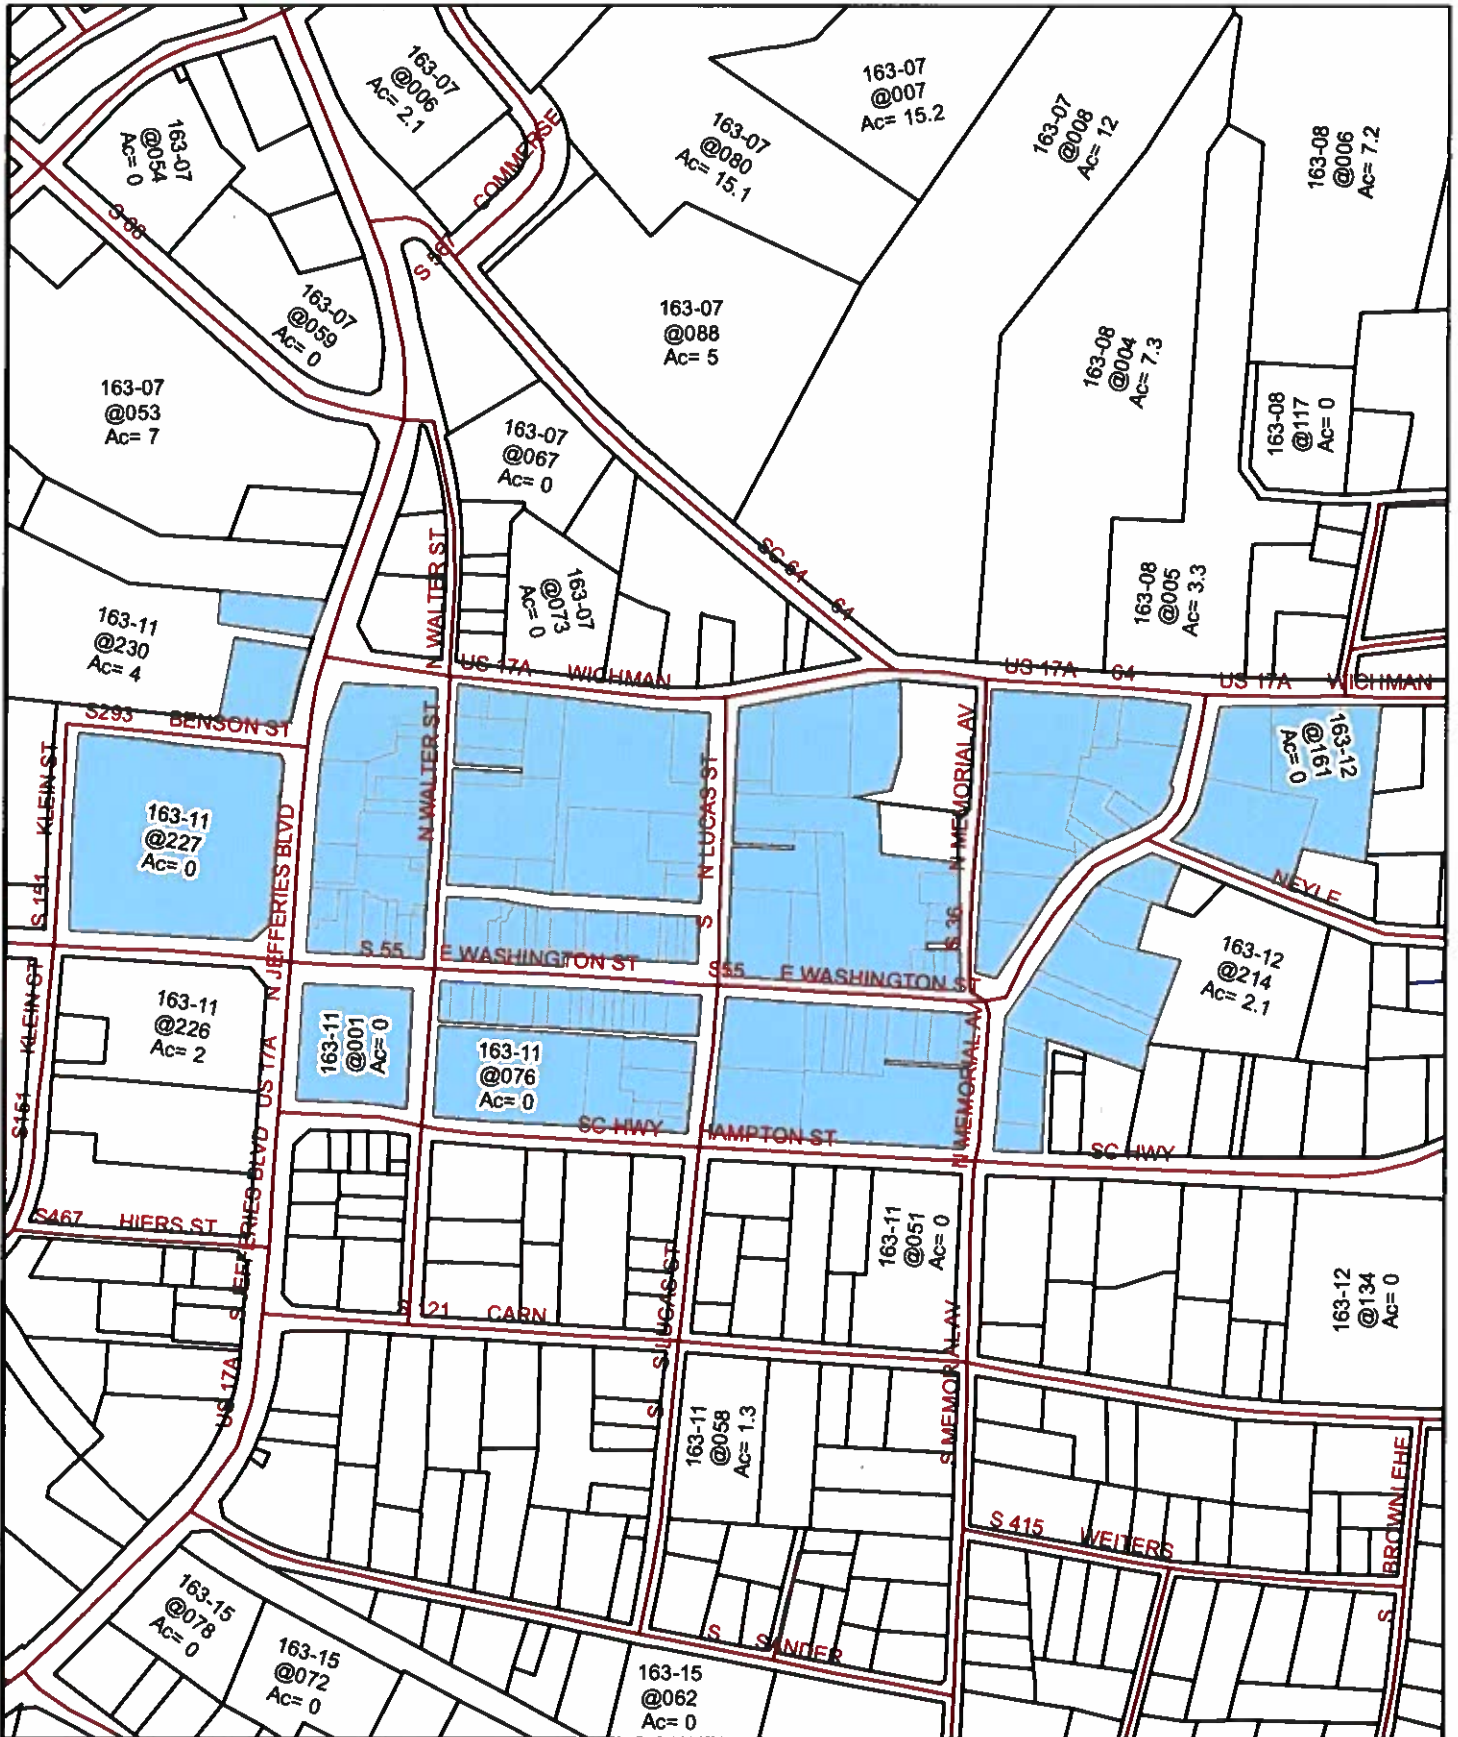 163-07
@006
Ac= 2.1
163-07
@007
Ac= 15.2
163-07
@080
Ac= 15.1
163-07
@008
Ac= 12
163-08
@006
Ac= 7.2
163-07
@054
Ac= 0
COMMERSE
S 68
S 567
163-07
@059
Ac= 0
163-07
@088
Ac= 5
163-08
@004
Ac= 7.3
163-07
@053
Ac= 7
163-07
@067
Ac= 0
163-08
@117
Ac= 0
N WALTER ST
SC 64
64
163-07
@073
Ac= 0
163-08
@005
Ac= 3.3
163-11
@230
Ac= 4
US 17A WICHMAN
US 17A 64
US 17A WICHMAN
S293 BENSON ST
N WALTER ST
N LUCAS ST
S
N MEMORIAL AV
S 36
163-12
@161
Ac= 0
S 151 KLEIN ST
163-11
@227
Ac= 0
N JEFFERIES BLVD
NEYLE
S 55 E WASHINGTON ST
S55 E WASHINGTON ST
163-12
@214
Ac= 2.1
S151 KLEIN ST
163-11
@226
Ac= 2
US 17A
163-11
@001
Ac= 0
163-11
@076
Ac= 0
N MEMORIAL AV
SC HWY HAMPTON ST
SC HWY
S467 HIERS ST
S JEFFERIES BLVD
163-11
@051
Ac= 0
163-12
@134
Ac= 0
S 121 CARN
S LUCAS ST
S
US 17A
S MEMORIAL AV
163-11
@058
Ac= 1.3
S 415 WEITERS
BROWNLEHE
S
163-15
@078
Ac= 0
163-15
@072
Ac= 0
S SANDER
163-15
@062
Ac= 0